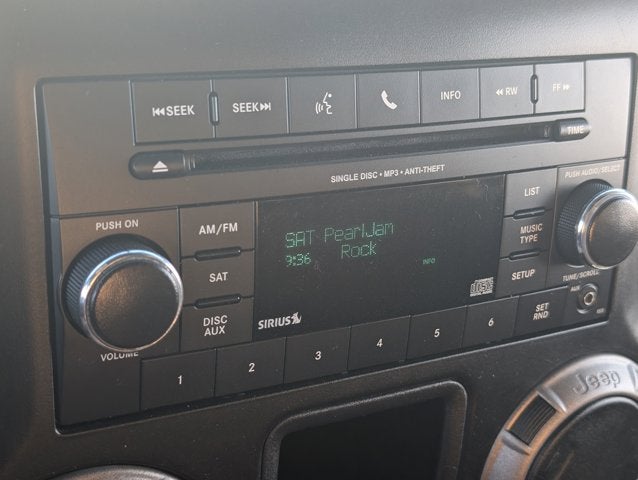 SEEK
SEEK
INFO
RW
FF
TIME
SINGLE DISC • MP3 • ANTI-THEFT
PUSH AUDIO/SELECT
PUSH ON
AM/FM
SAT
DISC
AUX
VOLUME
SAT PearlJam
9:36 Rock
INFO
SIRIUS
LIST
MUSIC
TYPE
SETUP
TUNE/SCROLL
AUX
SET
RND
1
2
3
4
5
6
Jeep